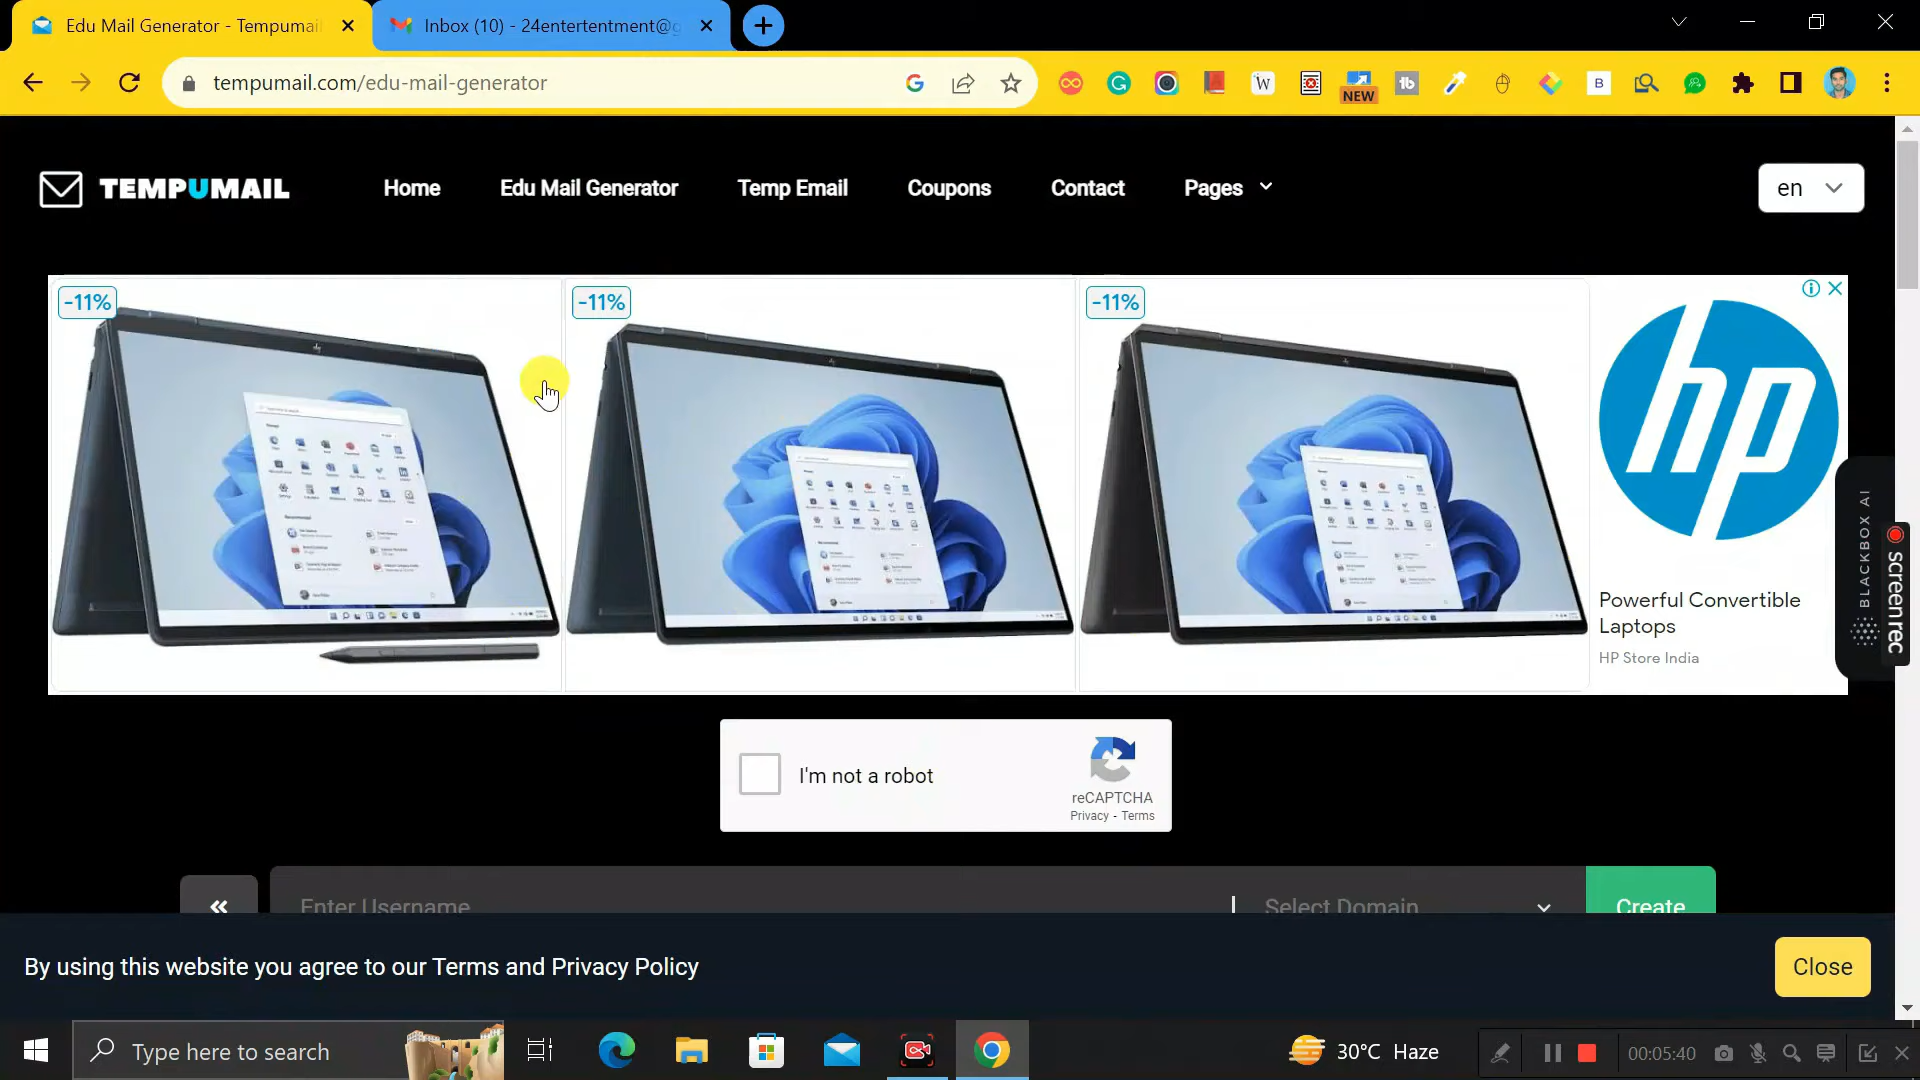 Edu Mail Generator - Tempumail
Inbox (10) - 24entertentment@g
tempumail.com/edu-mail-generator
NEW
TEMPUMAIL
Home
Edu Mail Generator
Temp Email
Coupons
Contact
Pages
en
-11%
-11%
-11%
hp
Powerful Convertible
Laptops
HP Store India
BLACKBOX AI
screenrec
I'm not a robot
reCAPTCHA
Privacy - Terms
«
Enter Username
Select Domain
Create
By using this website you agree to our Terms and Privacy Policy
Close
Type here to search
30°C Haze
00:05:40